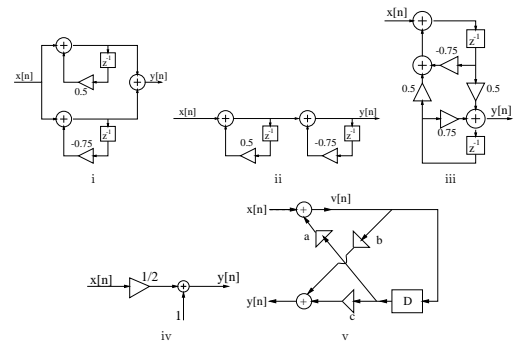 x[n]
z⁻¹
0.5
y[n]
-0.75
z⁻¹
i
x[n]
y[n]
0.5
z⁻¹
-0.75
z⁻¹
ii
x[n]
z⁻¹
-0.75
0.5
0.5
y[n]
0.75
z⁻¹
iii
x[n]
1/2
y[n]
1
iv
x[n]
v[n]
a
b
y[n]
c
D
v